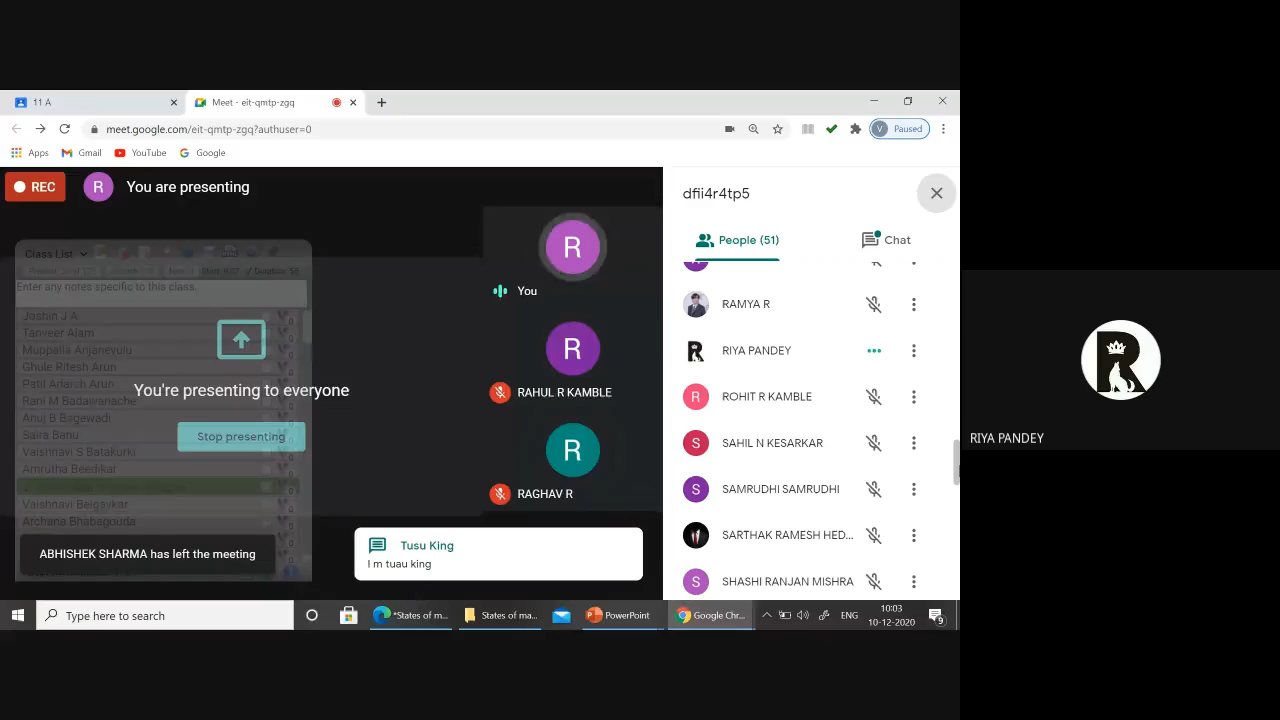 11 A
Meet - eit-qmtp-zgq
meet.google.com/eit-qmtp-zgq?authuser=0
V Paused
Apps Gmail YouTube Google
REC R You are presenting
dfii4r4tp5
People (51) Chat
Class List
Enter any notes specific to this class.
Joshin J A
Tanveer Alam
Muppalla Anjanevulu
Ghule Ritesh Arun
Patil Adarch Arun
Rani M Badawanache
Anuj B Bagewadi
Saira Banu
Vaishnavi S Batakurki
Amrutha Beedikar
Vaishnavi Belgavkar
Archana Bhabagouda
You're presenting to everyone
Stop presenting
ABHISHEK SHARMA has left the meeting
R
You
R
RAHUL R KAMBLE
R
RAGHAV R
Tusu King
I m tuau king
RAMYA R
R RIYA PANDEY
R ROHIT R KAMBLE
S SAHIL N KESARKAR
S SAMRUDHI SAMRUDHI
SARTHAK RAMESH HED...
S SHASHI RANJAN MISHRA
R
RIYA PANDEY
Type here to search
*States of m...
States of ma...
PowerPoint
Google Chr...
ENG
10:03
10-12-2020
9